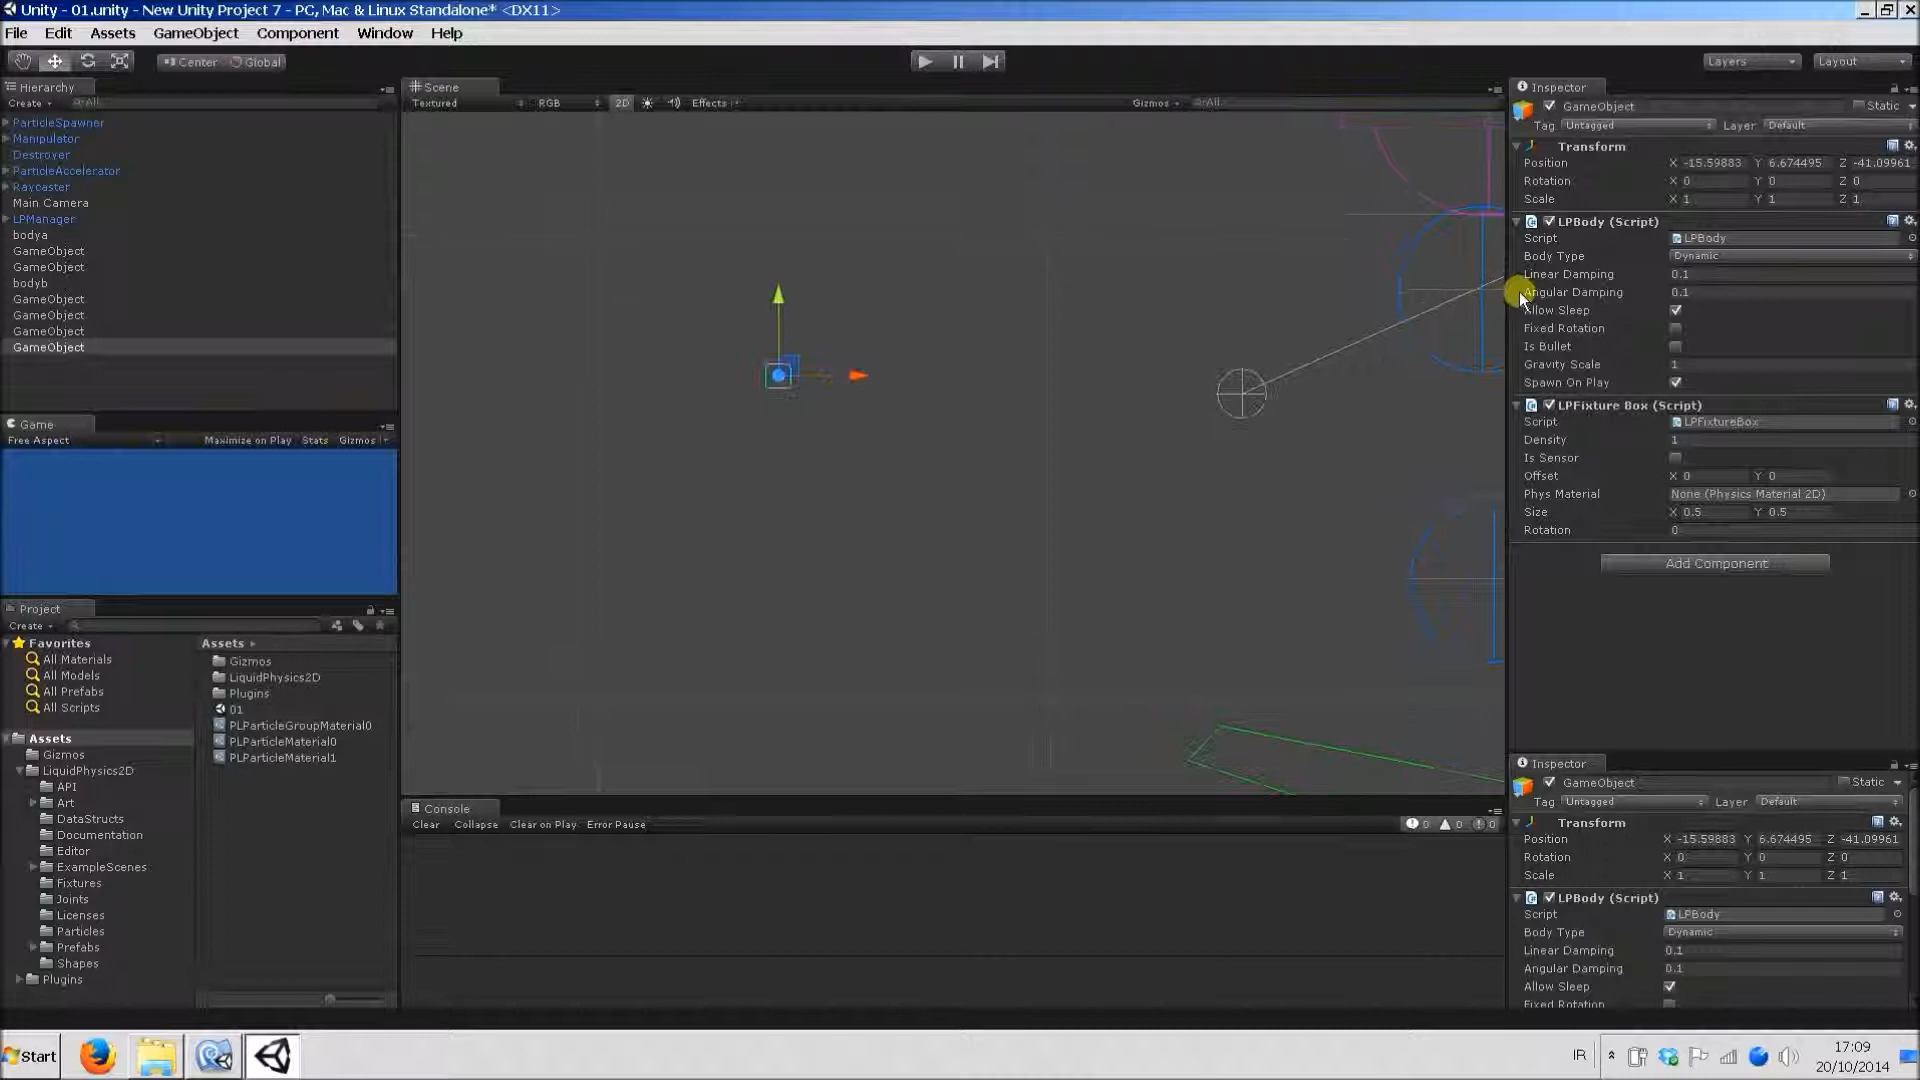 Unity - 01.unity - New Unity Project 7 - PC, Mac & Linux Standalone* <DX11>
File Edit Assets GameObject Component Window Help
Center Global Layers Layout
Hierarchy
Create All
ParticleSpawner
Manipulator
Destroyer
ParticleAccelerator
Raycaster
Main Camera
LPManager
bodya
GameObject
GameObject
bodyb
GameObject
GameObject
GameObject
GameObject
Game
Free Aspect Maximize on Play Stats Gizmos
Project
Create
Favorites
All Materials
All Models
All Prefabs
All Scripts
Assets
Gizmos
LiquidPhysics2D
API
Art
DataStructs
Documentation
Editor
ExampleScenes
Fixtures
Joints
Licenses
Particles
Prefabs
Shapes
Plugins
Assets
Gizmos
LiquidPhysics2D
Plugins
01
PLParticleGroupMaterial0
PLParticleMaterial0
PLParticleMaterial1
Scene
Textured RGB 2D Effects Gizmos All
Console
Clear Collapse Clear on Play Error Pause 0 0 0
Inspector
GameObject Static
Tag Untagged Layer Default
Transform
Position X -15.59883 Y 6.674495 Z -41.09961
Rotation X 0 Y 0 Z 0
Scale X 1 Y 1 Z 1
LPBody (Script)
Script LPBody
Body Type Dynamic
Linear Damping 0.1
Angular Damping 0.1
Allow Sleep
Fixed Rotation
Is Bullet
Gravity Scale 1
Spawn On Play
LPFixture Box (Script)
Script LPFixtureBox
Density 1
Is Sensor
Offset X 0 Y 0
Phys Material None (Physics Material 2D)
Size X 0.5 Y 0.5
Rotation 0
Add Component
Inspector
GameObject Static
Tag Untagged Layer Default
Transform
Position X -15.59883 Y 6.674495 Z -41.09961
Rotation X 0 Y 0 Z 0
Scale X 1 Y 1 Z 1
LPBody (Script)
Script LPBody
Body Type Dynamic
Linear Damping 0.1
Angular Damping 0.1
Allow Sleep
Fixed Rotation
Start IR 17:09
20/10/2014